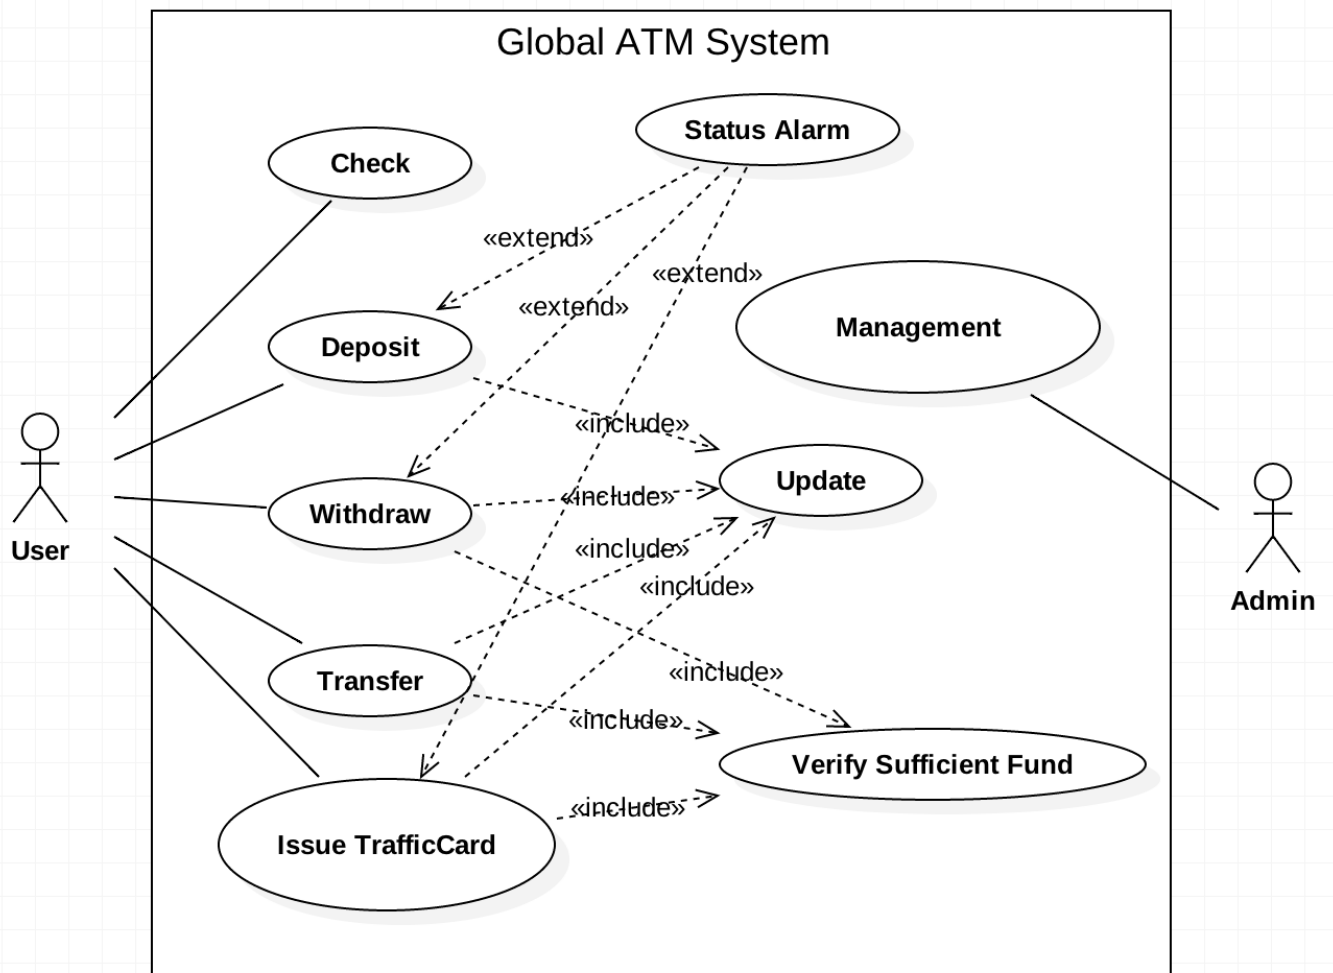 Global ATM System
Status Alarm
Check
«extend»
«extend»
«extend»
Management
Deposit
«include»
Update
«include»
Withdraw
«include»
«include»
User
Admin
«include»
Transfer
«include»
Verify Sufficient Fund
«include»
Issue TrafficCard